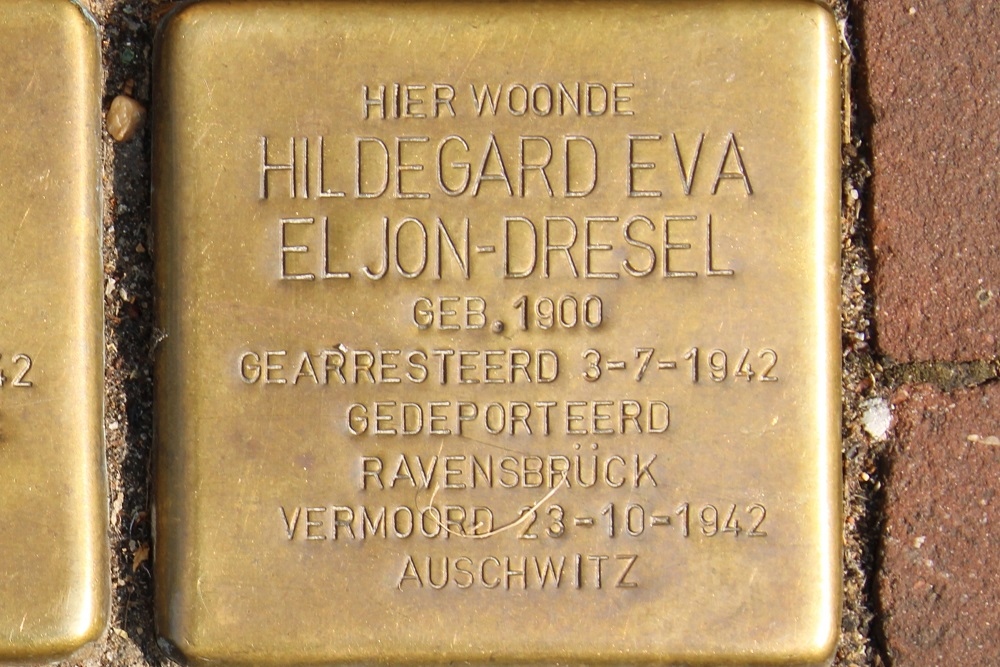 HIER WOONDE
HILDEGARD EVA
ELJON-DRESEL
GEB. 1900
GEARRESTEERD 3-7-1942
GEDEPORTEERD
RAVENSBRÜCK
VERMOORD 23-10-1942
AUSCHWITZ
42